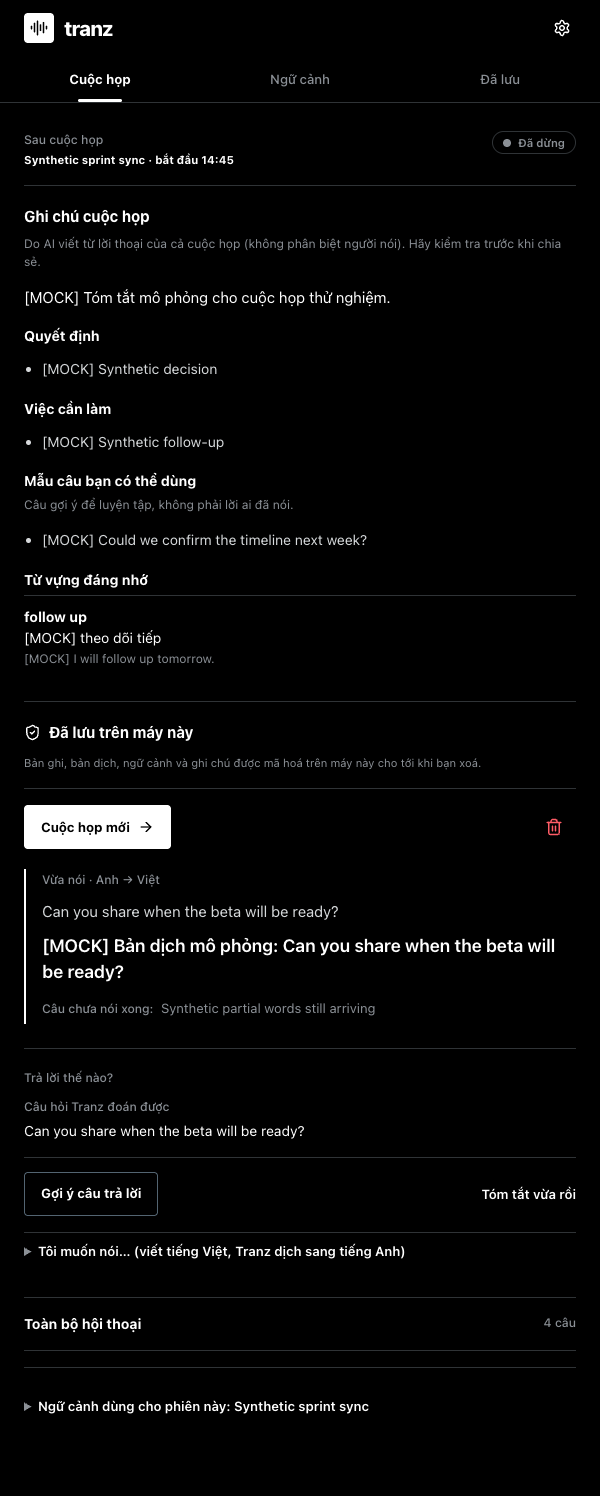 tranz
Cuộc họp
Ngữ cảnh
Đã lưu
Sau cuộc họp
Synthetic sprint sync · bắt đầu 14:45
Đã dừng
Ghi chú cuộc họp
Do AI viết từ lời thoại của cả cuộc họp (không phân biệt người nói). Hãy kiểm tra trước khi chia
sẻ.
[MOCK] Tóm tắt mô phỏng cho cuộc họp thử nghiệm.
Quyết định
• [MOCK] Synthetic decision
Việc cần làm
• [MOCK] Synthetic follow-up
Mẫu câu bạn có thể dùng
Câu gợi ý để luyện tập, không phải lời ai đã nói.
• [MOCK] Could we confirm the timeline next week?
Từ vựng đáng nhớ
follow up
[MOCK] theo dõi tiếp
[MOCK] I will follow up tomorrow.
Đã lưu trên máy này
Bản ghi, bản dịch, ngữ cảnh và ghi chú được mã hoá trên máy này cho tới khi bạn xoá.
Cuộc họp mới →
Vừa nói · Anh → Việt
Can you share when the beta will be ready?
[MOCK] Bản dịch mô phỏng: Can you share when the beta will
be ready?
Câu chưa nói xong: Synthetic partial words still arriving
Trả lời thế nào?
Câu hỏi Tranz đoán được
Can you share when the beta will be ready?
Gợi ý câu trả lời
Tóm tắt vừa rồi
Tôi muốn nói... (viết tiếng Việt, Tranz dịch sang tiếng Anh)
Toàn bộ hội thoại
4 câu
Ngữ cảnh dùng cho phiên này: Synthetic sprint sync